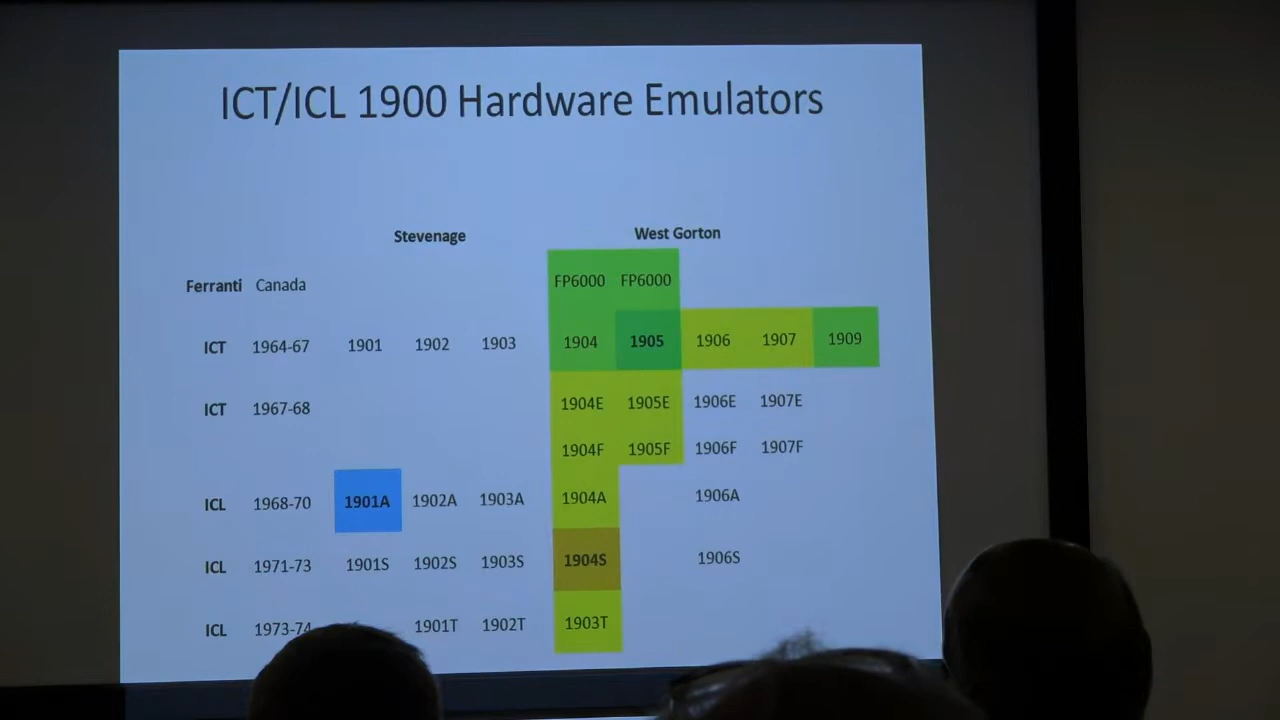 ICT/ICL 1900 Hardware Emulators
Stevenage West Gorton
Ferranti Canada FP6000 FP6000
ICT 1964-67 1901 1902 1903 1904 1905 1906 1907 1909
ICT 1967-68 1904E 1905E 1906E 1907E
1904F 1905F 1906F 1907F
ICL 1968-70 1901A 1902A 1903A 1904A 1906A
ICL 1971-73 1901S 1902S 1903S 1904S 1906S
ICL 1973-74 1901T 1902T 1903T